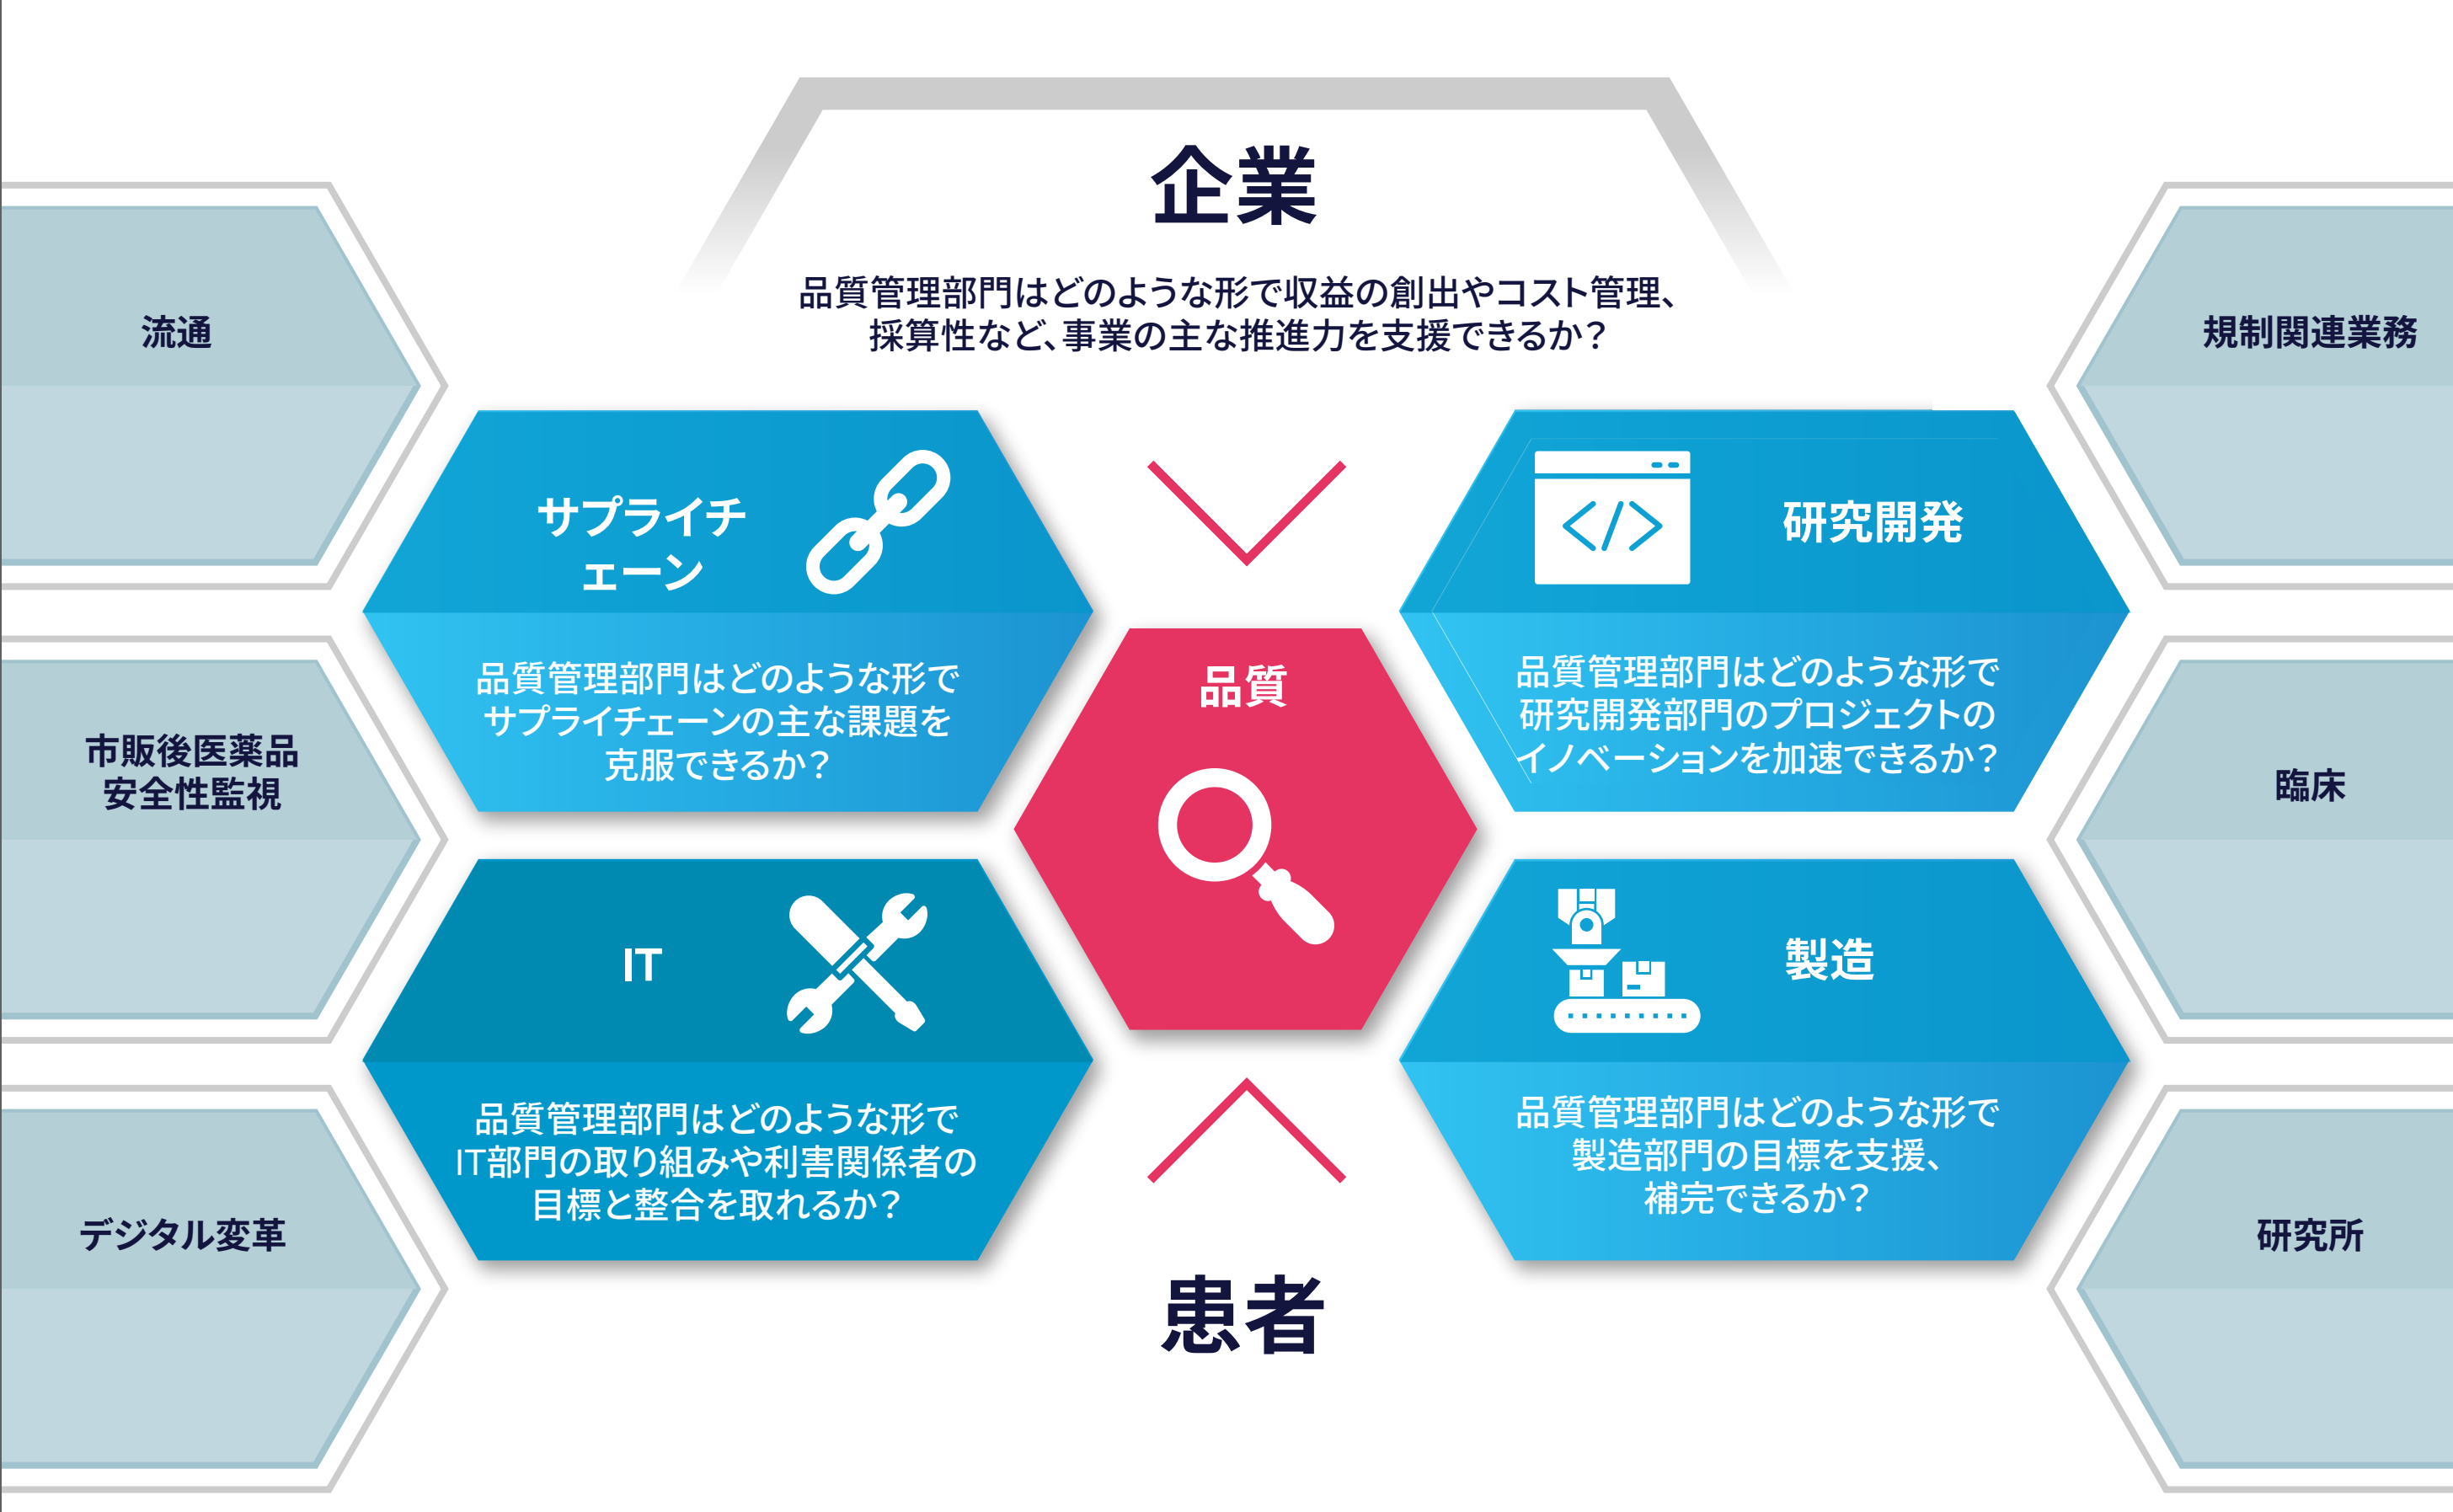 企業
品質管理部門はどのような形で収益の創出やコスト管理、
採算性など、事業の主な推進力を支援できるか？
流通
市販後医薬品
安全性監視
デジタル変革
サプライチ
ェーン
品質管理部門はどのような形で
サプライチェーンの主な課題を
克服できるか？
IT
品質管理部門はどのような形で
IT部門の取り組みや利害関係者の
目標と整合を取れるか？
品質
研究開発
品質管理部門はどのような形で
研究開発部門のプロジェクトの
イノベーションを加速できるか？
製造
品質管理部門はどのような形で
製造部門の目標を支援、
補完できるか？
規制関連業務
臨床
研究所
患者